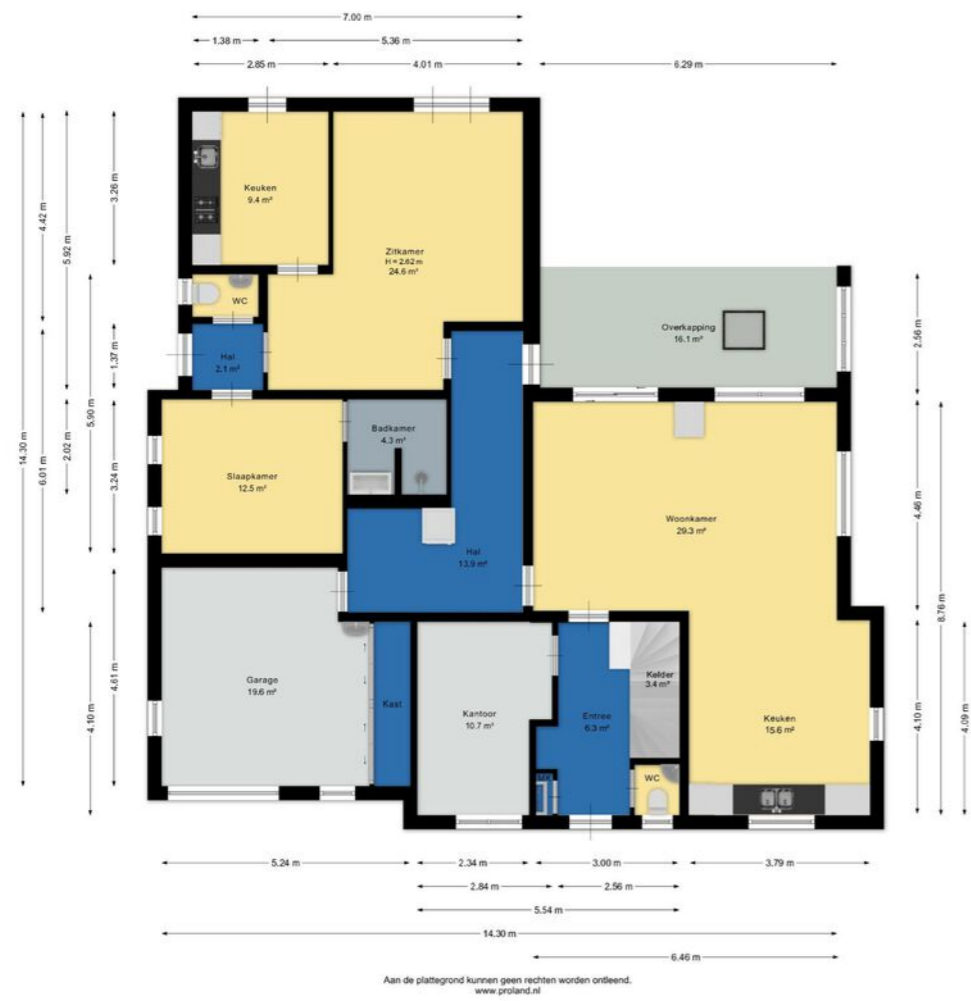 7.00 m
1.38 m
5.36 m
2.85 m
4.01 m
6.29 m
14.30 m
4.42 m
6.01 m
5.92 m
2.02 m
5.90 m
4.10 m
3.26 m
1.37 m
3.24 m
4.61 m
Keuken
9.4 m²
Zitkamer
H = 2.62 m
24.6 m²
WC
Hal
2.1 m²
Overkapping
16.1 m²
Badkamer
4.3 m²
Slaapkamer
12.5 m²
Woonkamer
29.3 m²
Hal
13.9 m²
Garage
19.6 m²
Kast
Kantoor
10.7 m²
Entree
6.3 m²
Kelder
3.4 m²
Keuken
15.6 m²
MK
WC
2.56 m
4.46 m
8.76 m
4.10 m
4.09 m
5.24 m
2.34 m
3.00 m
3.79 m
2.84 m
2.56 m
5.54 m
14.30 m
6.46 m
Aan de plattegrond kunnen geen rechten worden ontleend.
www.proland.nl